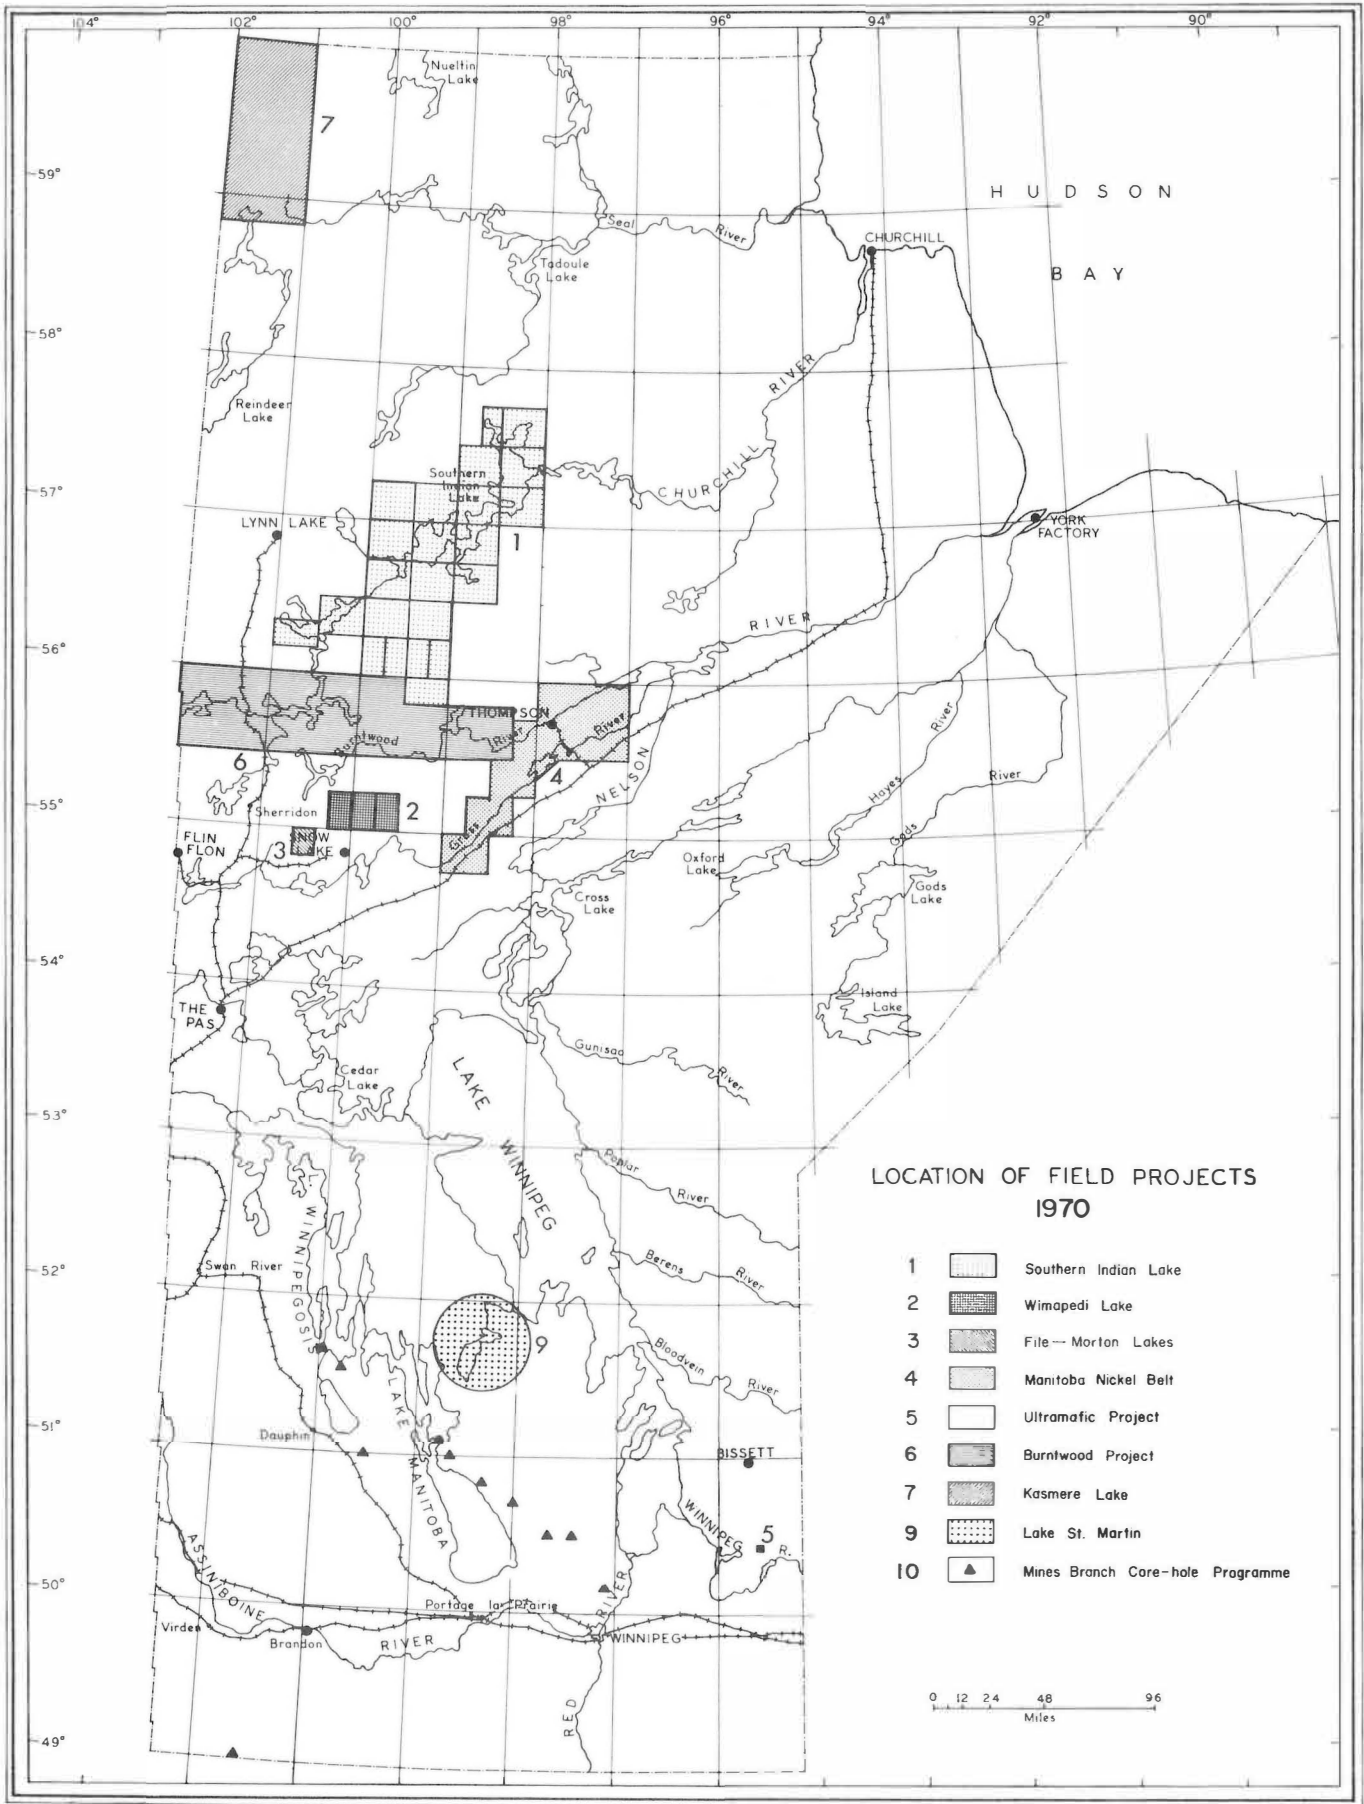 104° 102° 100° 98° 96° 94° 92° 90°
Nueltin
Lake
7
59°
HUDSON
BAY
Seal River
CHURCHILL
Tadoule
Lake
58°
RIVER
Reindeer
Lake
Southern
Indian
Lake
CHURCHILL
57°
LYNN LAKE
1
YORK
FACTORY
RIVER
56°
THOMPSON
River
River
Burntwood
6
4
NELSON
River
River
55°
Sherridon
2
Hayes
FLIN
FLON
3
SNOW
LAKE
Grass
Gods
Oxford
Lake
Gods
Lake
Cross
Lake
54°
THE
PAS
Island
Lake
Gunisao
River
Cedar
Lake
LAKE
WINNIPEG
53°
Poplar
River
LOCATION OF FIELD PROJECTS
1970
WINNIPEGOSIS
52°
Swan River
Berens
River
1 Southern Indian Lake
2 Wimapedi Lake
3 File—Morton Lakes
4 Manitoba Nickel Belt
5 Ultramafic Project
6 Burntwood Project
7 Kasmere Lake
9 Lake St. Martin
10 Mines Branch Core-hole Programme
9
Bloodvein
River
LAKE
MANITOBA
51°
Dauphin
BISSETT
WINNIPEG
R.
5
ASSINIBOINE
50°
Portage la Prairie
RIVER
Virden
Brandon
RIVER
WINNIPEG
RED
0 12 24 48 96
Miles
49°